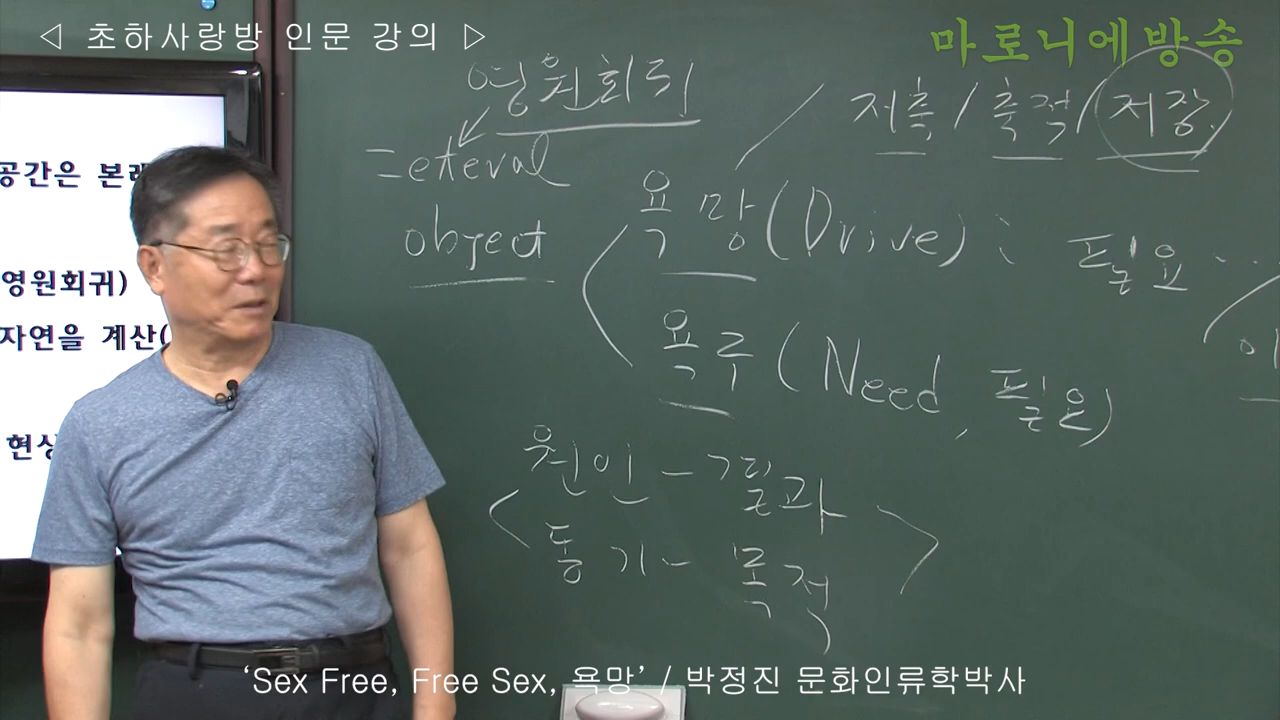 ◁ 초하사랑방 인문 강의 ▷
마로니에방송
영원회귀
저축/축적/저장.
= eternal
object
욕망(Drive) : 필요 ...
욕구(Need, 필요)
원인 - 결과
동기 - 목적
공간은 본래
영원회귀)
자연을 계산(
현상
‘Sex Free, Free Sex, 욕망’ / 박정진 문화인류학박사